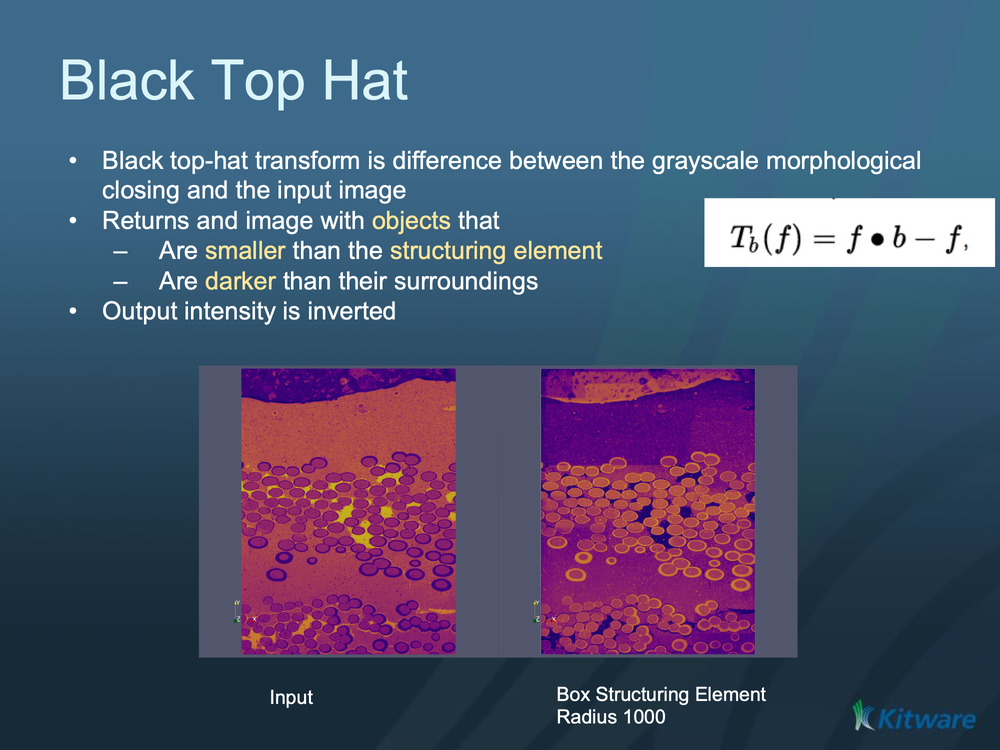 Black Top Hat
• Black top-hat transform is difference between the grayscale morphological
closing and the input image
• Returns and image with objects that
– Are smaller than the structuring element
– Are darker than their surroundings
• Output intensity is inverted
T_b(f) = f • b − f,
Input
Box Structuring Element
Radius 1000
Kitware